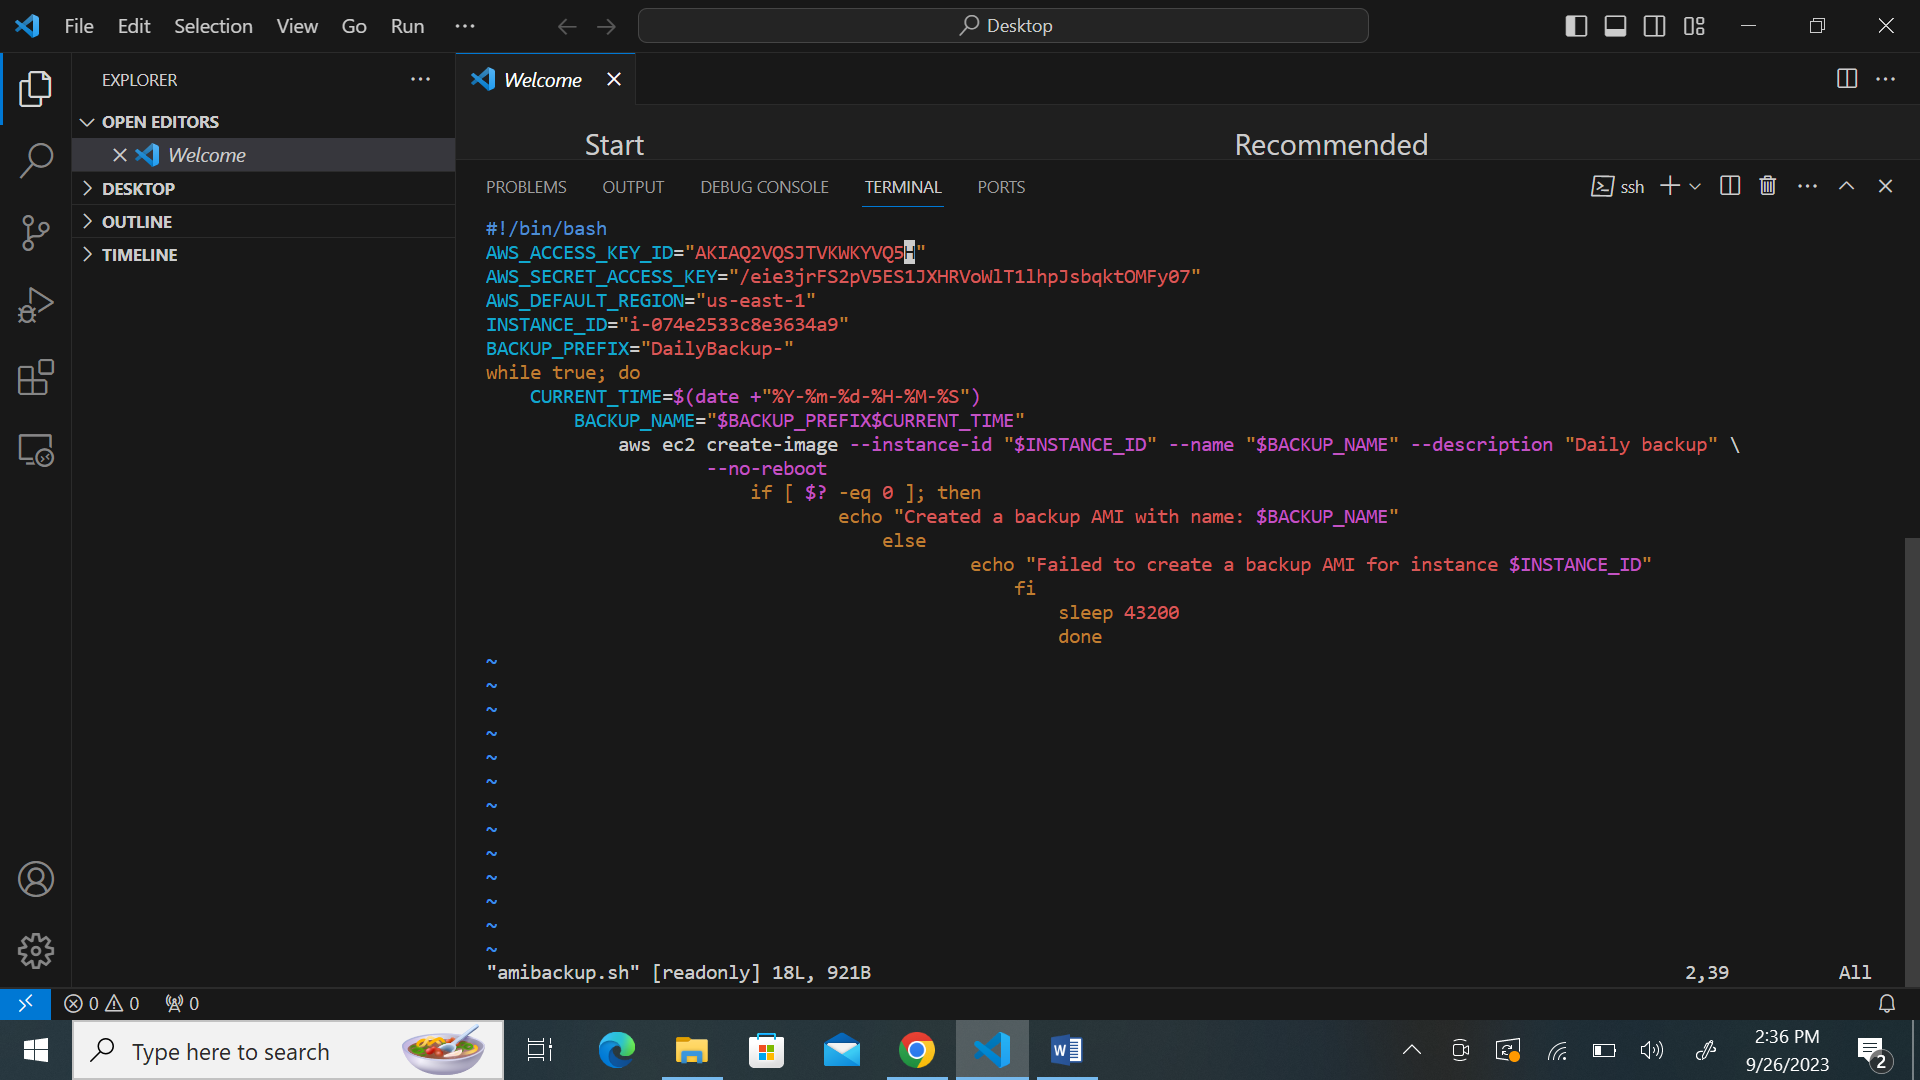 File Edit Selection View Go Run ··· Desktop
EXPLORER ···
OPEN EDITORS
Welcome
DESKTOP
OUTLINE
TIMELINE
Welcome
Start Recommended
PROBLEMS OUTPUT DEBUG CONSOLE TERMINAL PORTS ssh
#!/bin/bash
AWS_ACCESS_KEY_ID="AKIAQ2VQSJTVKWKYVQ5H"
AWS_SECRET_ACCESS_KEY="/eie3jrFS2pV5ES1JXHRVoWlT1lhpJsbqktOMFy07"
AWS_DEFAULT_REGION="us-east-1"
INSTANCE_ID="i-074e2533c8e3634a9"
BACKUP_PREFIX="DailyBackup-"
while true; do
    CURRENT_TIME=$(date +"%Y-%m-%d-%H-%M-%S")
        BACKUP_NAME="$BACKUP_PREFIX$CURRENT_TIME"
            aws ec2 create-image --instance-id "$INSTANCE_ID" --name "$BACKUP_NAME" --description "Daily backup" \
                    --no-reboot
                        if [ $? -eq 0 ]; then
                                echo "Created a backup AMI with name: $BACKUP_NAME"
                                    else
                                            echo "Failed to create a backup AMI for instance $INSTANCE_ID"
                                                fi
                                                    sleep 43200
                                                    done
~
~
~
~
~
~
~
~
~
~
~
~
~
"amibackup.sh" [readonly] 18L, 921B 2,39 All
0 0 0
Type here to search
2:36 PM
9/26/2023
2